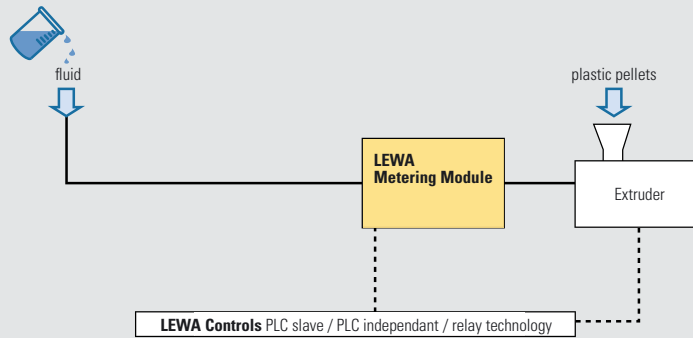 fluid
plastic pellets
LEWA
Metering Module
Extruder
LEWA Controls PLC slave / PLC independant / relay technology